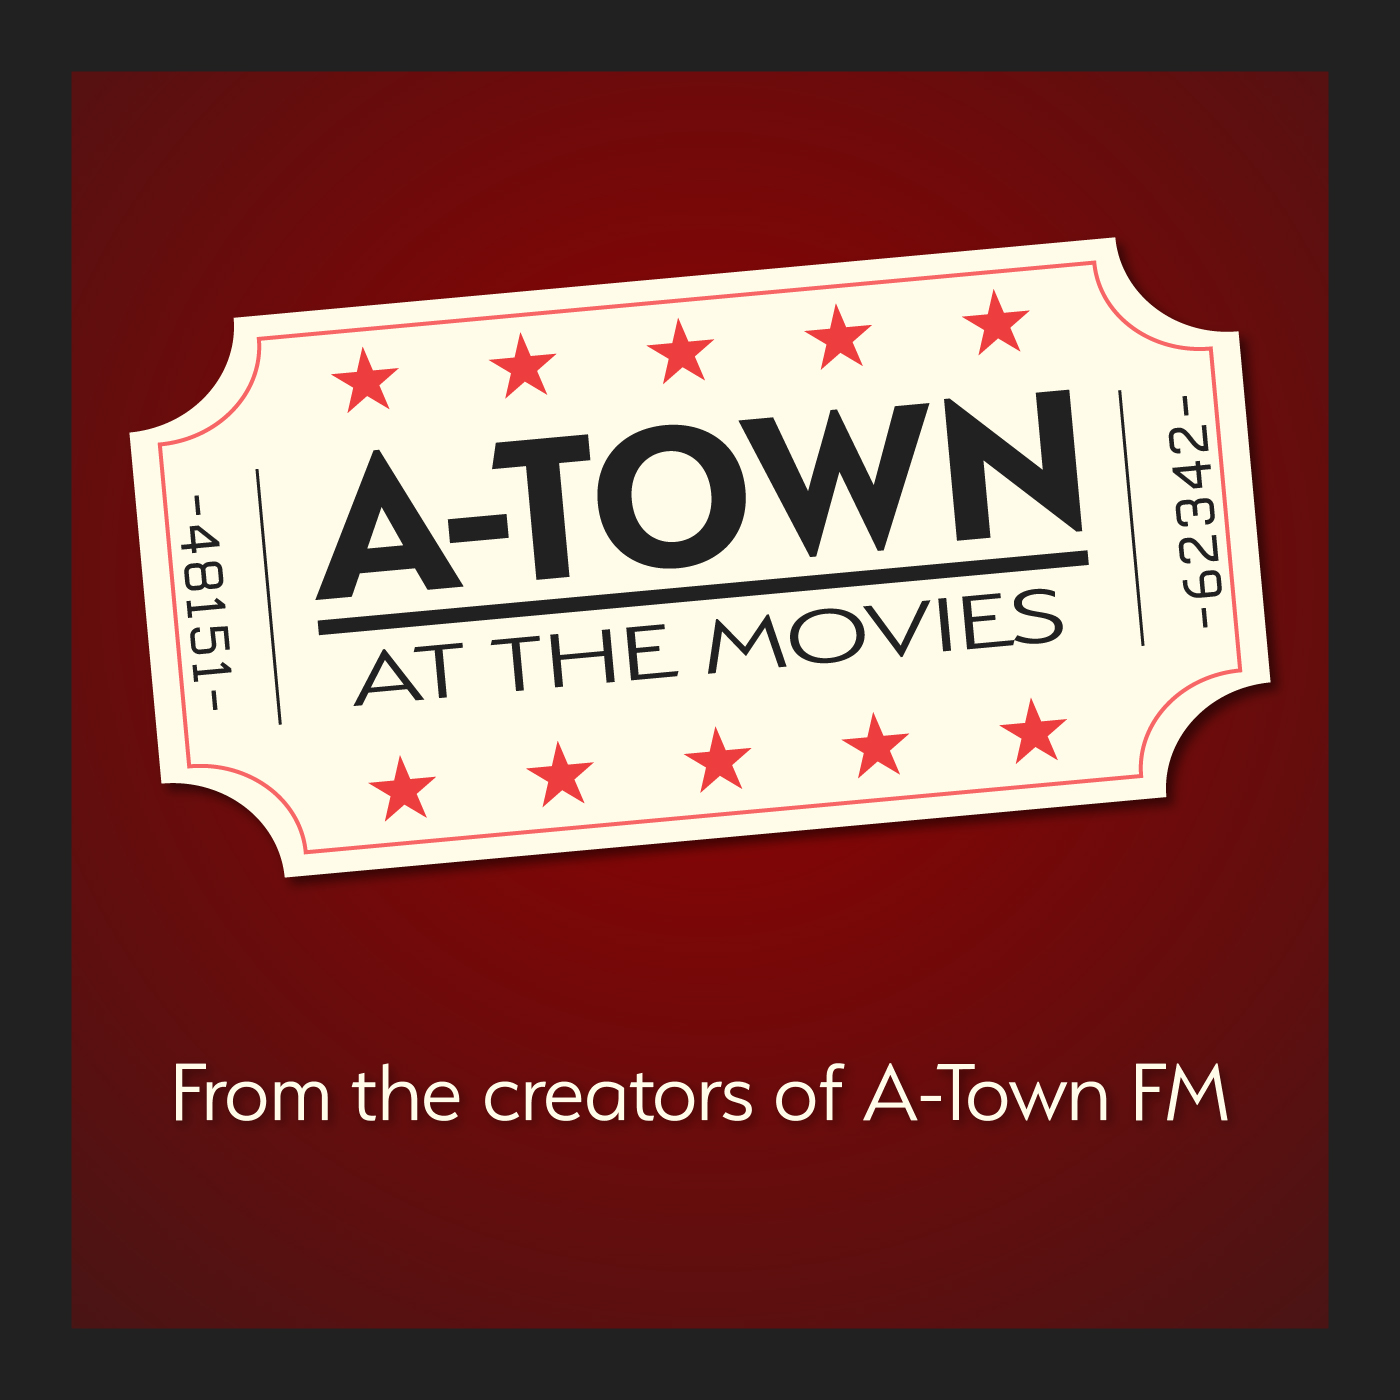 A-TOWN
AT THE MOVIES
-48151-
-62342-
From the creators of A-Town FM